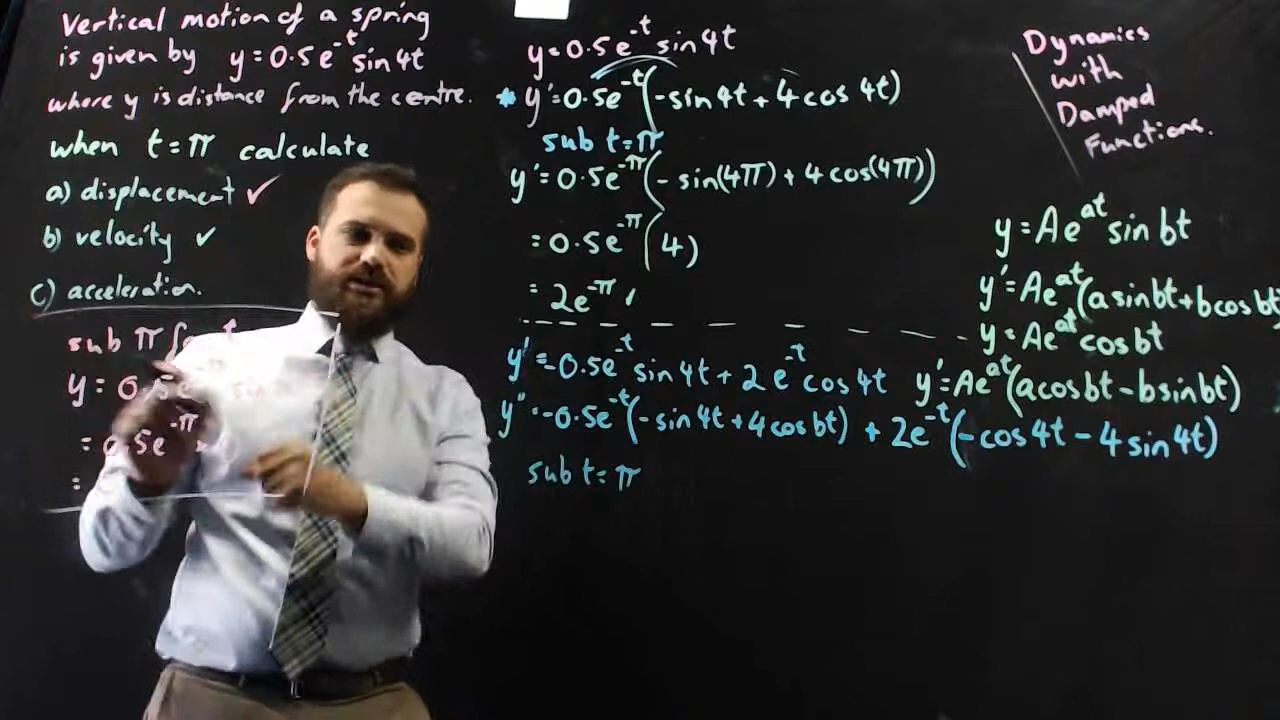 Vertical motion of a spring
is given by y=0.5e^-t sin 4t
where y is distance from the centre.
when t=π calculate
a) displacement ✓
b) velocity ✓
c) acceleration.
sub π
y = 0
= 0.5e^-π
=
y=0.5e^-t sin 4t
* y'=0.5e^-t(-sin 4t + 4 cos 4t)
sub t=π
y'=0.5e^-π(-sin(4π)+4cos(4π))
=0.5e^-π(4)
=2e^-π
y'=-0.5e^-t sin 4t + 2e^-t cos 4t
y''=-0.5e^-t(-sin 4t + 4 cos bt) + 2e^-t(-cos 4t - 4 sin 4t)
sub t=π
Dynamics
with
Damped
Functions.
y=Ae^at sin bt
y'=Ae^at(a sin bt + b cos bt
y=Ae^at cos bt
y'=Ae^at(a cos bt - b sin bt)